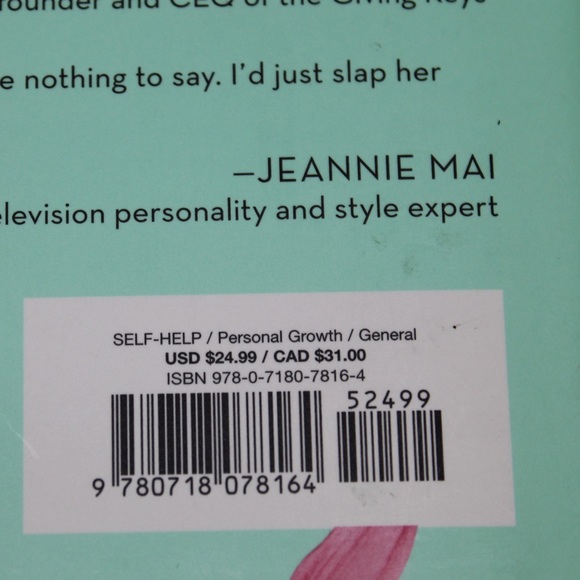 founder and CEO of the Giving Keys
e nothing to say. I'd just slap her
—JEANNIE MAI
elevision personality and style expert
SELF-HELP / Personal Growth / General
USD $24.99 / CAD $31.00
ISBN 978-0-7180-7816-4
52499
9 780718 078164